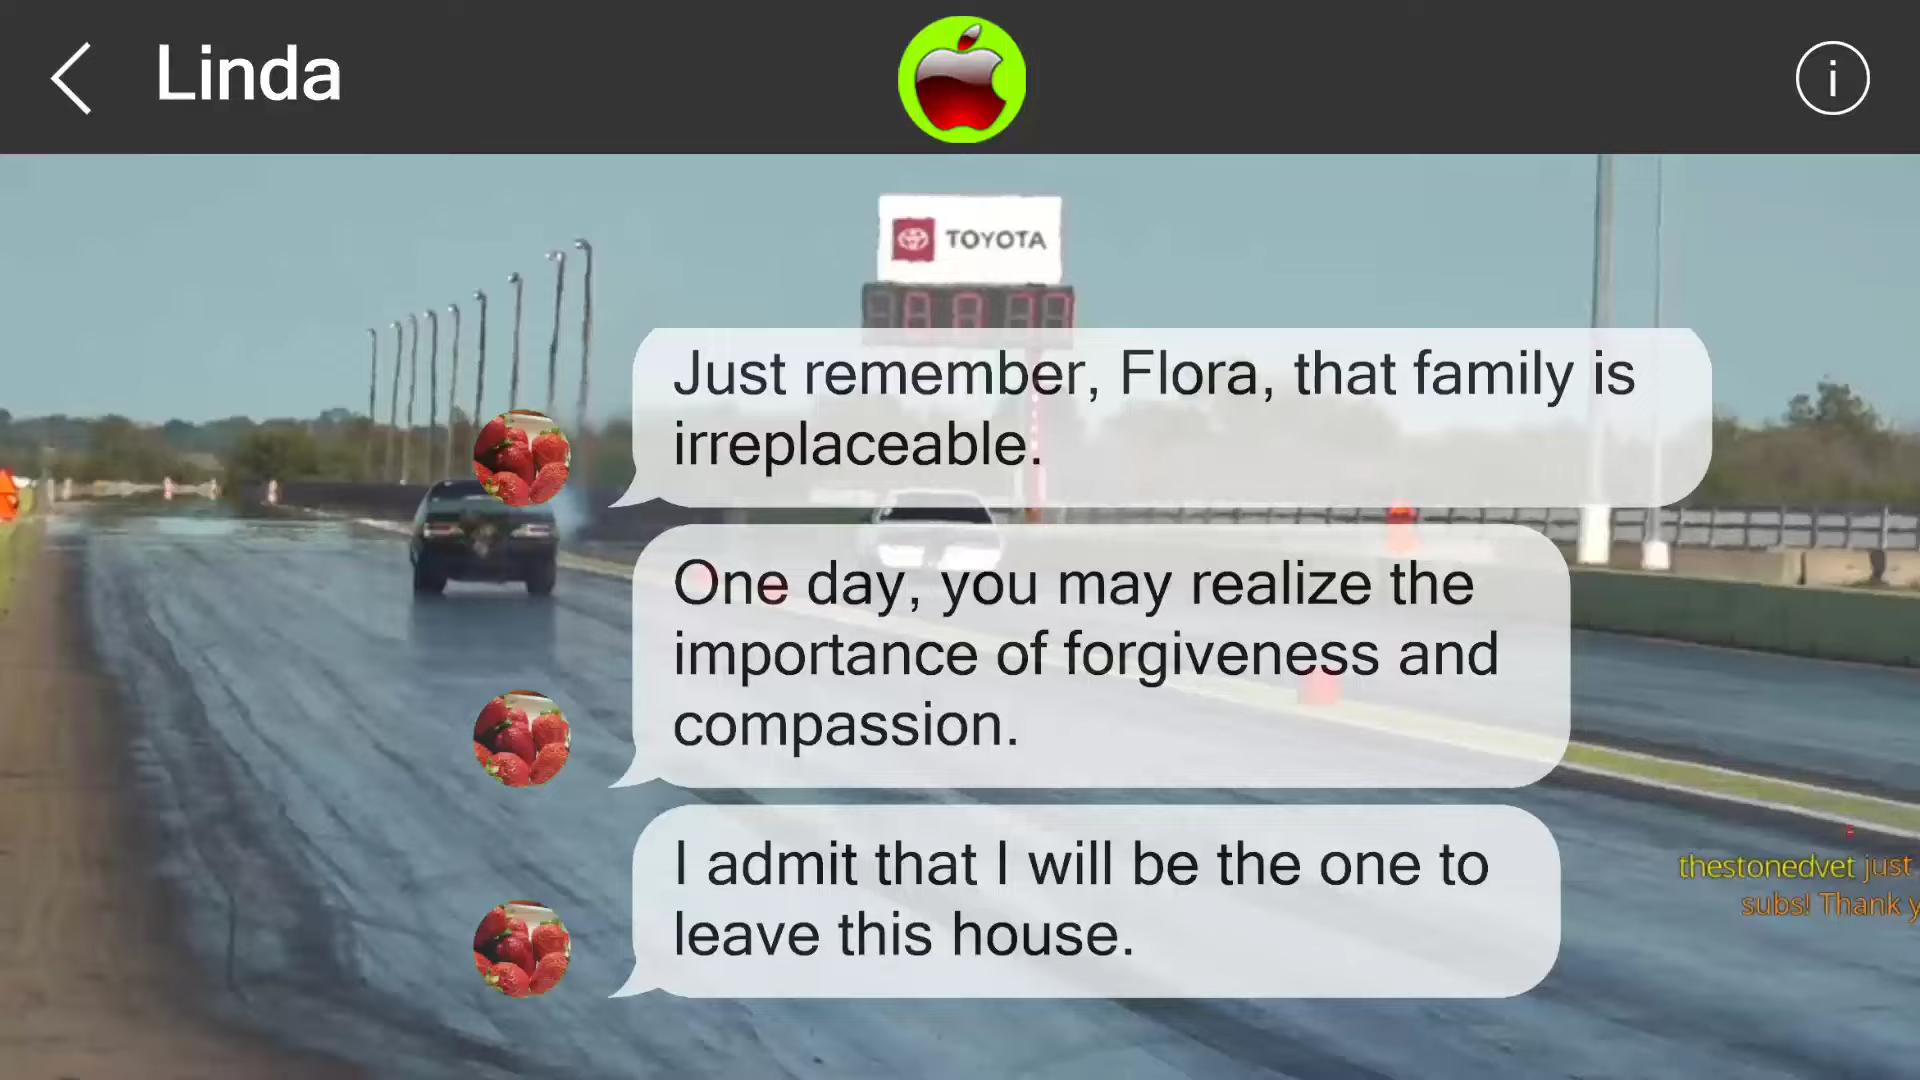 Linda
i
TOYOTA
Just remember, Flora, that family is
irreplaceable.
One day, you may realize the
importance of forgiveness and
compassion.
I admit that I will be the one to
leave this house.
thestonedvet just
subs! Thank y